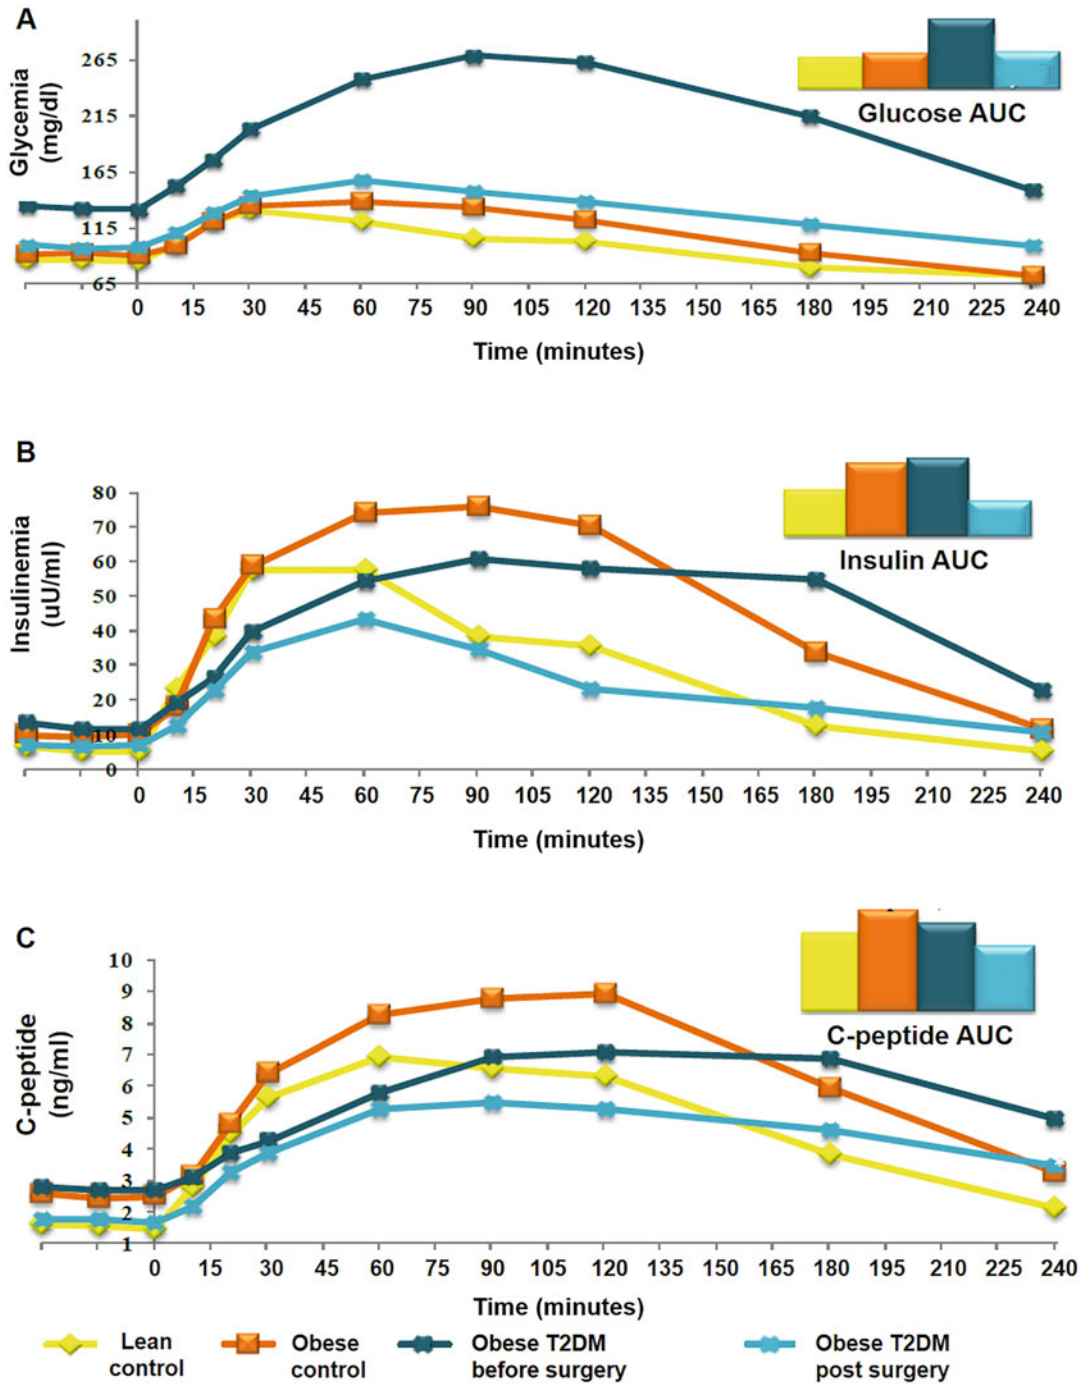 A
Glycemia
(mg/dl)
265
215
165
115
65
0 15 30 45 60 75 90 105 120 135 150 165 180 195 210 225 240
Time (minutes)
Glucose AUC
B
Insulinemia
(uU/ml)
80
70
60
50
40
30
20
10
0
0 15 30 45 60 75 90 105 120 135 150 165 180 195 210 225 240
Time (minutes)
Insulin AUC
C
C-peptide
(ng/ml)
10
9
8
7
6
5
4
3
2
1
0 15 30 45 60 75 90 105 120 135 150 165 180 195 210 225 240
Time (minutes)
C-peptide AUC
Lean
control
Obese
control
Obese T2DM
before surgery
Obese T2DM
post surgery